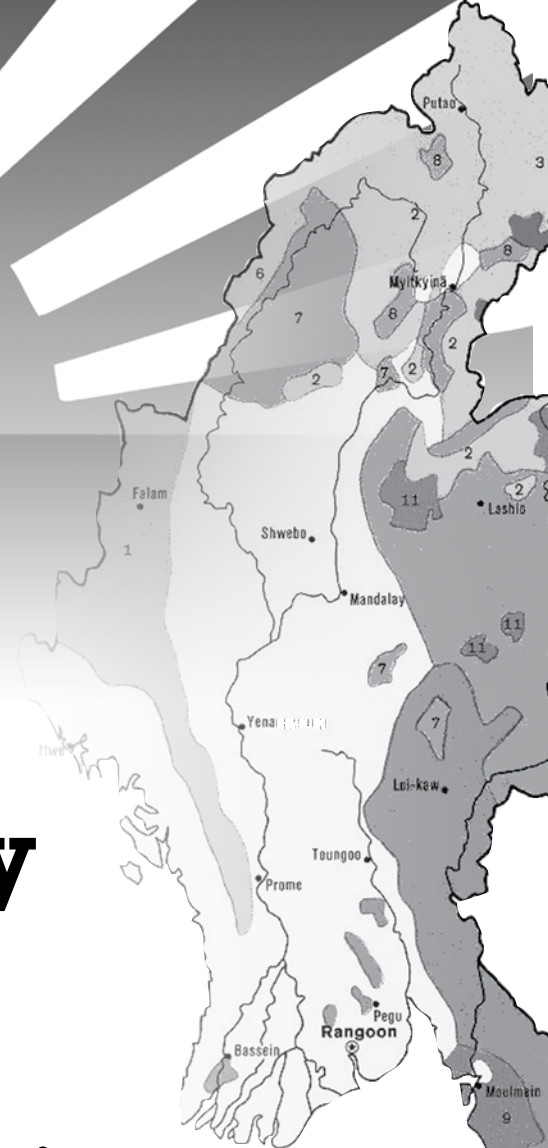 Putao
8
3
2
8
6
Myitkyina
7
8
2
2
7
2
2
Falam
11
2
Lashio
1
Shwebo
Mandalay
11
11
7
7
Loi-kaw
Toungoo
y
Prome
Pegu
Rangoon
Bassein
Moulmein
9